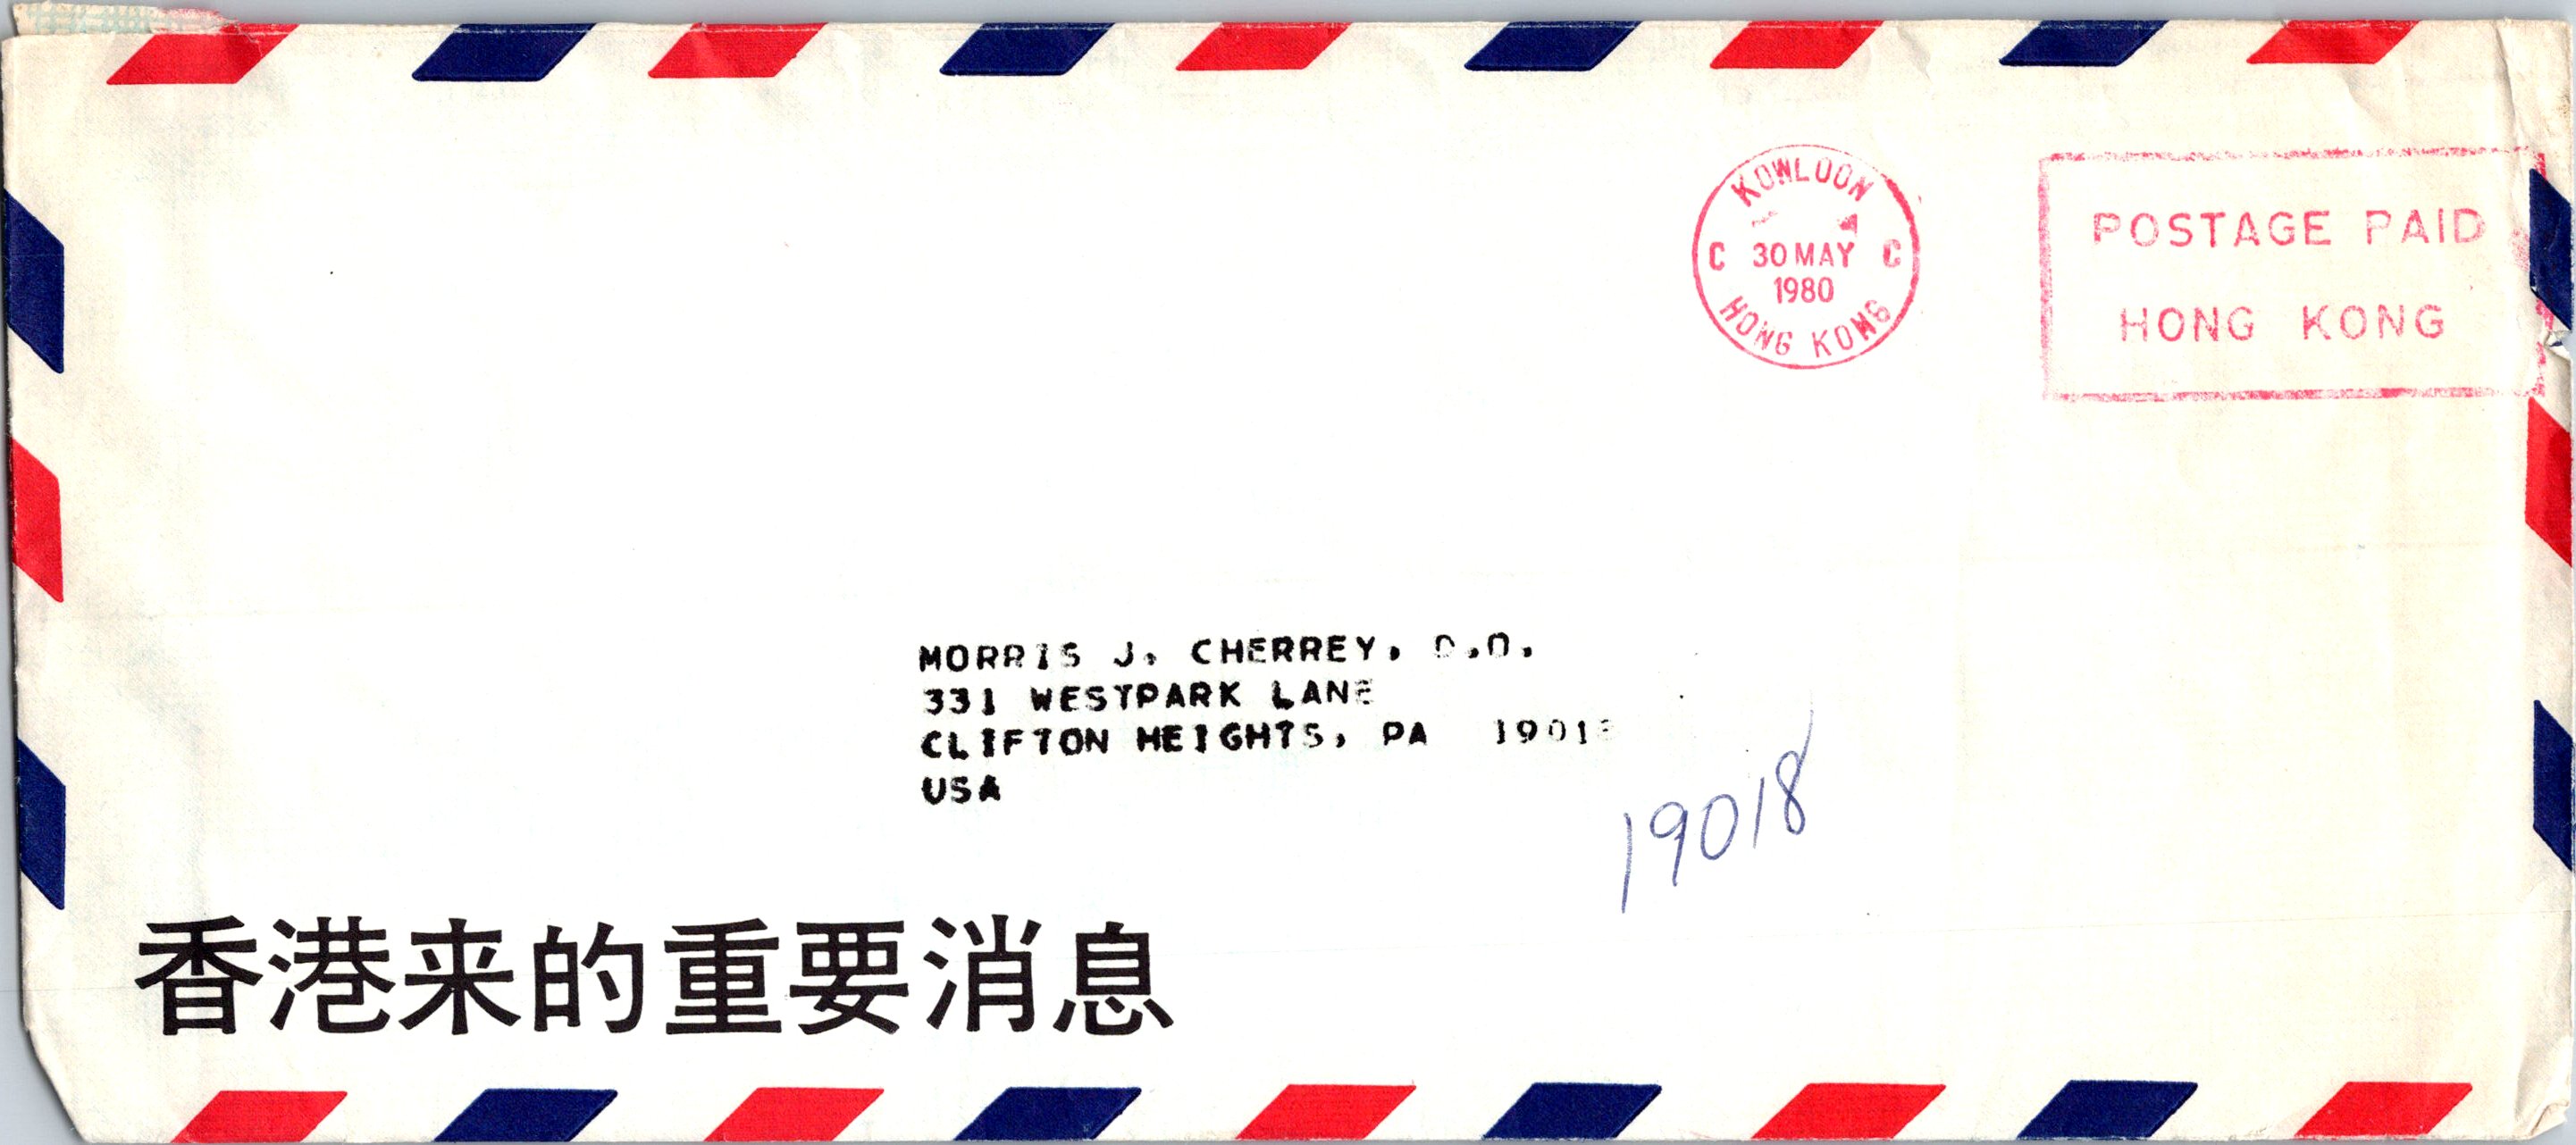 KOWLOON
C 30 MAY C
1980
HONG KONG
POSTAGE PAID
HONG KONG
MORRIS J. CHERREY, D.O.
331 WESTPARK LANE
CLIFTON HEIGHTS, PA 19018
USA
19018
香港来的重要消息